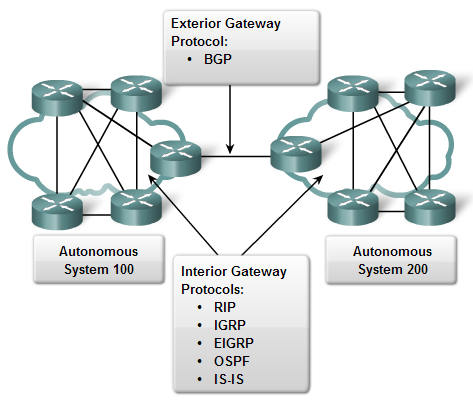 Exterior Gateway
Protocol:
• BGP
Autonomous
System 100
Autonomous
System 200
Interior Gateway
Protocols:
• RIP
• IGRP
• EIGRP
• OSPF
• IS-IS